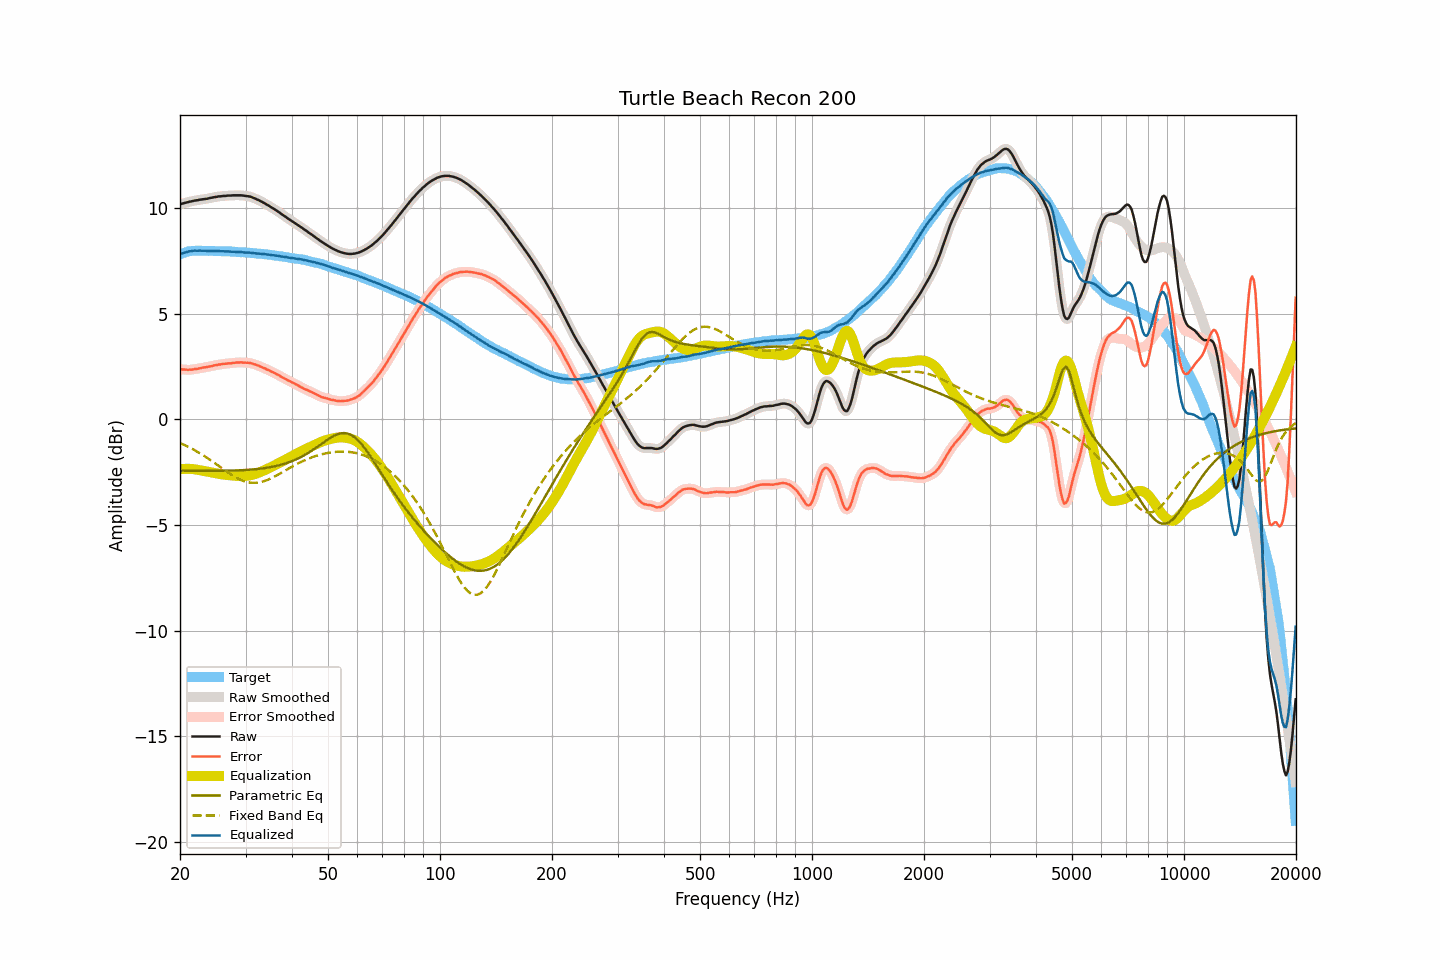 Turtle Beach Recon 200
Amplitude (dBr)
10
5
0
−5
−10
−15
−20
Target
Raw Smoothed
Error Smoothed
Raw
Error
Equalization
Parametric Eq
Fixed Band Eq
Equalized
20 50 100 200 500 1000 2000 5000 10000 20000
Frequency (Hz)